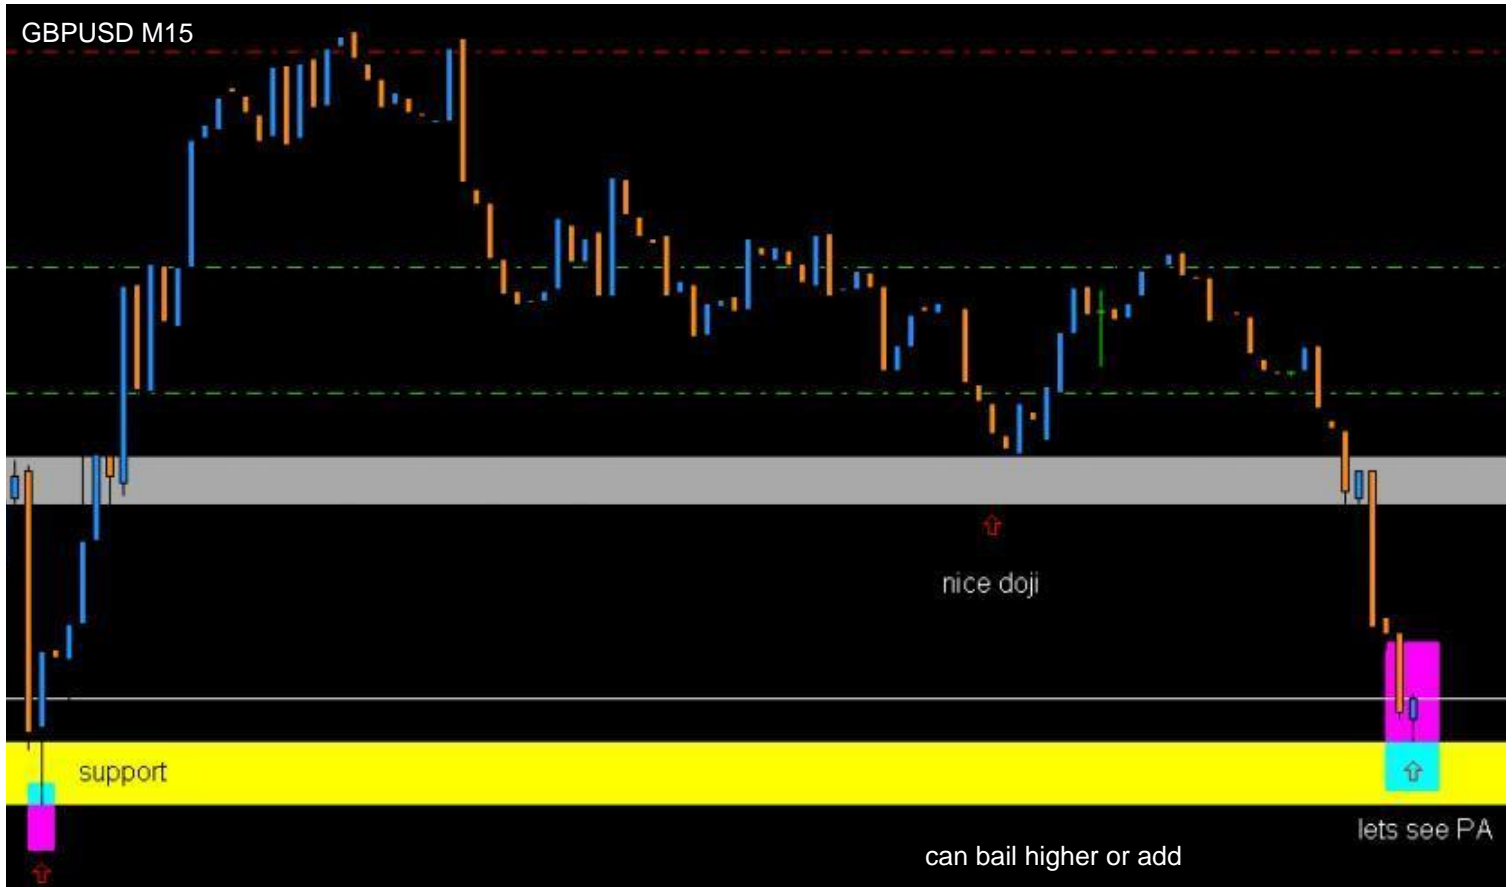 GBPUSD M15
nice doji
support
lets see PA
can bail higher or add